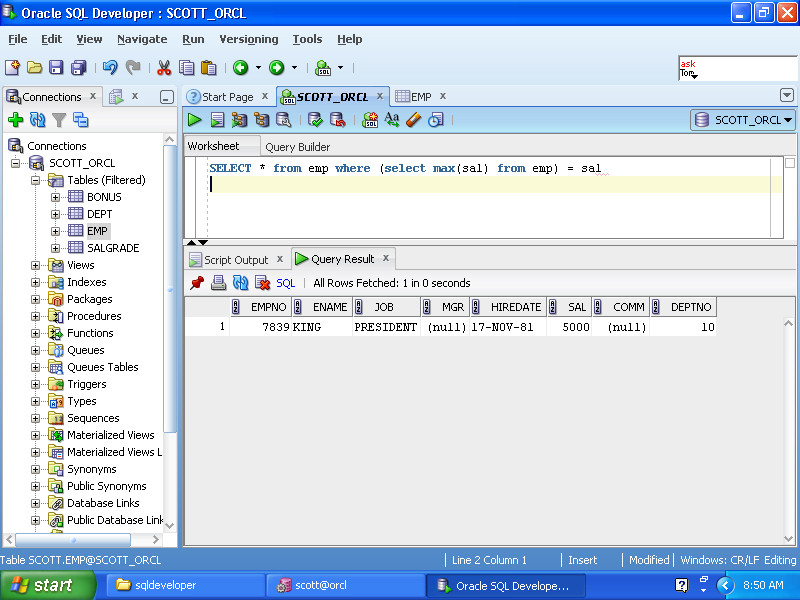 Oracle SQL Developer : SCOTT_ORCL
File Edit View Navigate Run Versioning Tools Help
ask
Tom
Connections
Start Page
SCOTT_ORCL
EMP
SCOTT_ORCL
Connections
SCOTT_ORCL
Tables (Filtered)
BONUS
DEPT
EMP
SALGRADE
Views
Indexes
Packages
Procedures
Functions
Queues
Queues Tables
Triggers
Types
Sequences
Materialized Views
Materialized Views L
Synonyms
Public Synonyms
Database Links
Public Database Link
Worksheet Query Builder
SELECT * from emp where (select max(sal) from emp) = sal
Script Output
Query Result
SQL | All Rows Fetched: 1 in 0 seconds
EMPNO ENAME JOB MGR HIREDATE SAL COMM DEPTNO
1 7839 KING PRESIDENT (null) 17-NOV-81 5000 (null) 10
Table SCOTT.EMP@SCOTT_ORCL
Line 2 Column 1
Insert
Modified
Windows: CR/LF Editing
start
sqldeveloper
scott@orcl
Oracle SQL Develope...
8:50 AM